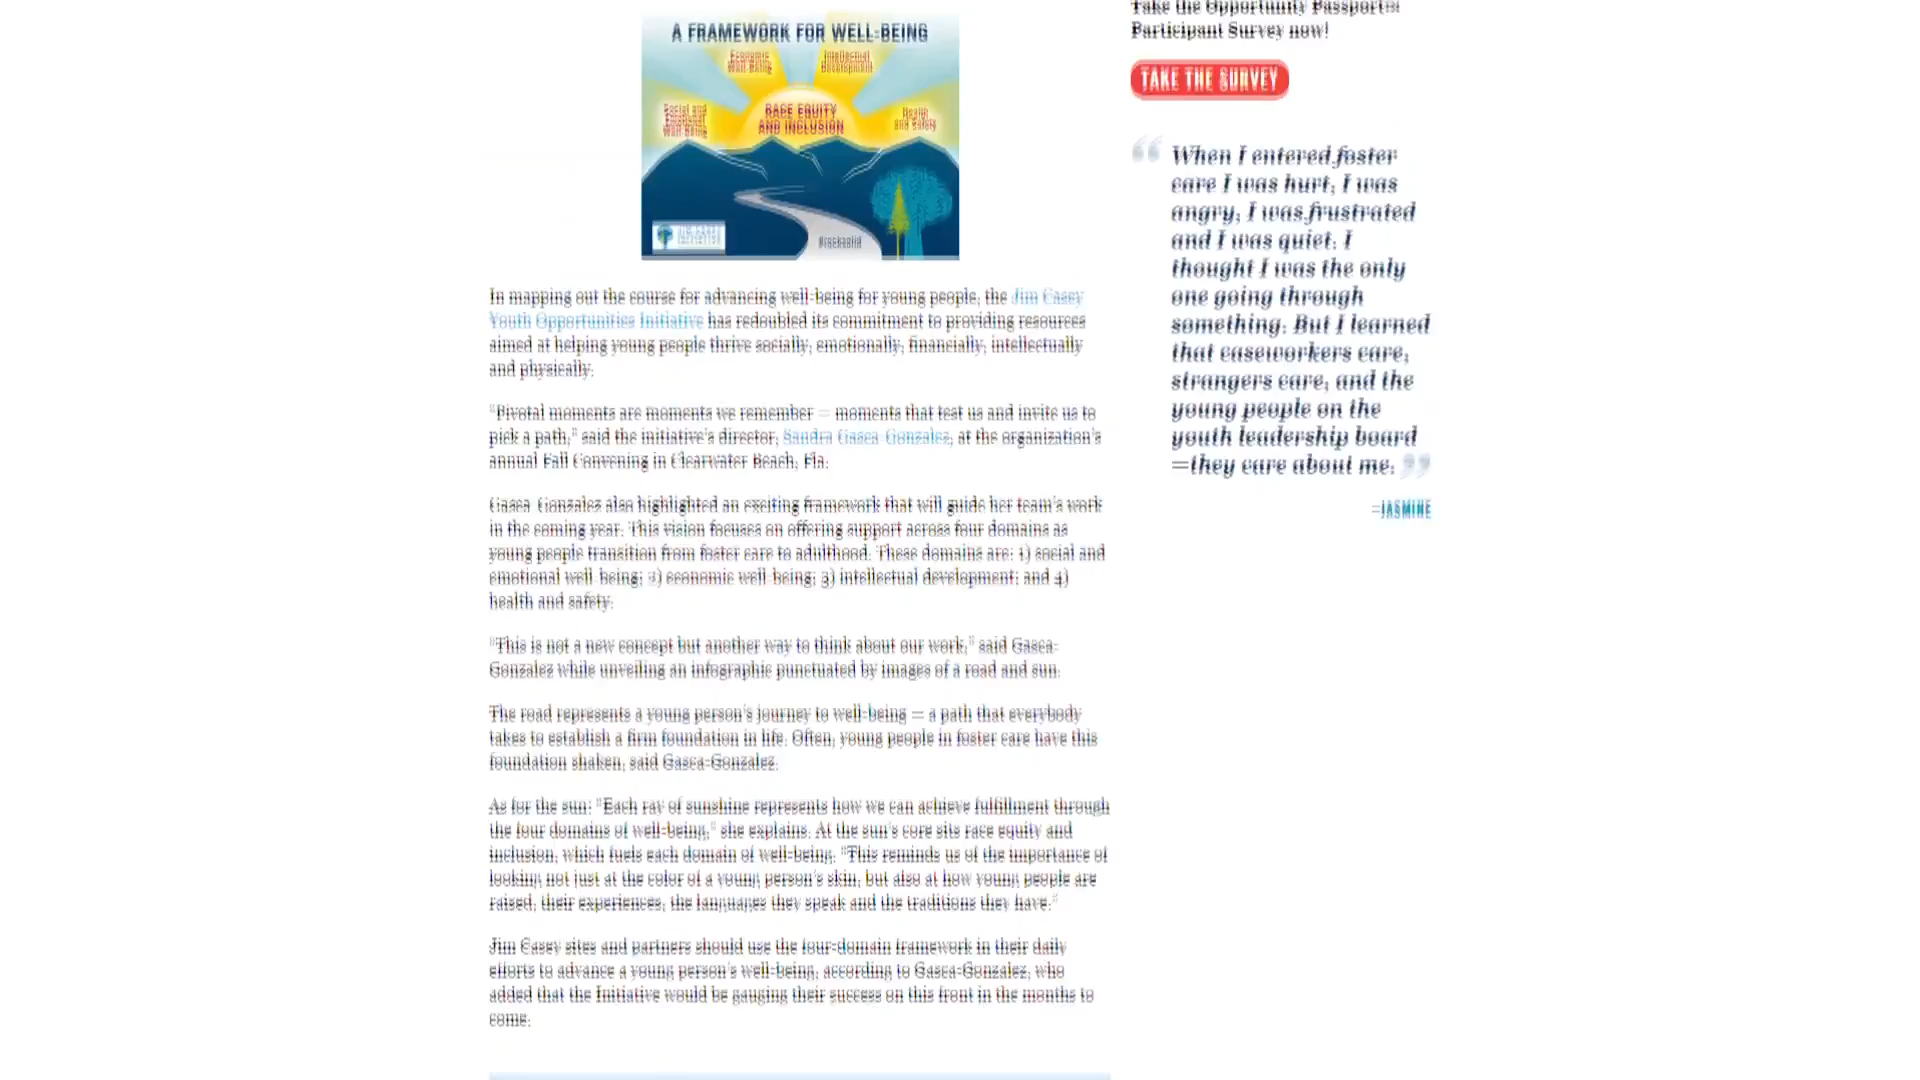 A FRAMEWORK FOR WELL-BEING
Economic Well-Being
Intellectual Development
Social and Emotional Well-Being
RACE EQUITY AND INCLUSION
Health and Safety
In mapping out the course for advancing well-being for young people, the Jim Casey
Youth Opportunities Initiative has redoubled its commitment to providing resources
aimed at helping young people thrive socially, emotionally, financially, intellectually
and physically.
“Pivotal moments are moments we remember — moments that test us and invite us to
pick a path,” said the initiative's director, Sandra Gasca-Gonzalez, at the organization's
annual Fall Convening in Clearwater Beach, Fla.
Gasca-Gonzalez also highlighted an exciting framework that will guide her team's work
in the coming year. This vision focuses on offering support across four domains as
young people transition from foster care to adulthood. These domains are: 1) social and
emotional well-being; 2) economic well-being; 3) intellectual development; and 4)
health and safety.
“This is not a new concept but another way to think about our work,” said Gasca-
Gonzalez while unveiling an infographic punctuated by images of a road and sun.
The road represents a young person's journey to well-being — a path that everybody
takes to establish a firm foundation in life. Often, young people in foster care have this
foundation shaken, said Gasca-Gonzalez.
As for the sun: “Each ray of sunshine represents how we can achieve fulfillment through
the four domains of well-being,” she explains. At the sun's core sits race equity and
inclusion, which fuels each domain of well-being. “This reminds us of the importance of
looking not just at the color of a young person's skin, but also at how young people are
raised, their experiences, the languages they speak and the traditions they have.”
Jim Casey sites and partners should use the four-domain framework in their daily
efforts to advance a young person's well-being, according to Gasca-Gonzalez, who
added that the Initiative would be gauging their success on this front in the months to
come.
Take the Opportunity Passport™
Participant Survey now!
TAKE THE SURVEY
“When I entered foster
care I was hurt, I was
angry, I was frustrated
and I was quiet. I
thought I was the only
one going through
something. But I learned
that caseworkers care,
strangers care, and the
young people on the
youth leadership board
—they care about me.”
—JASMINE